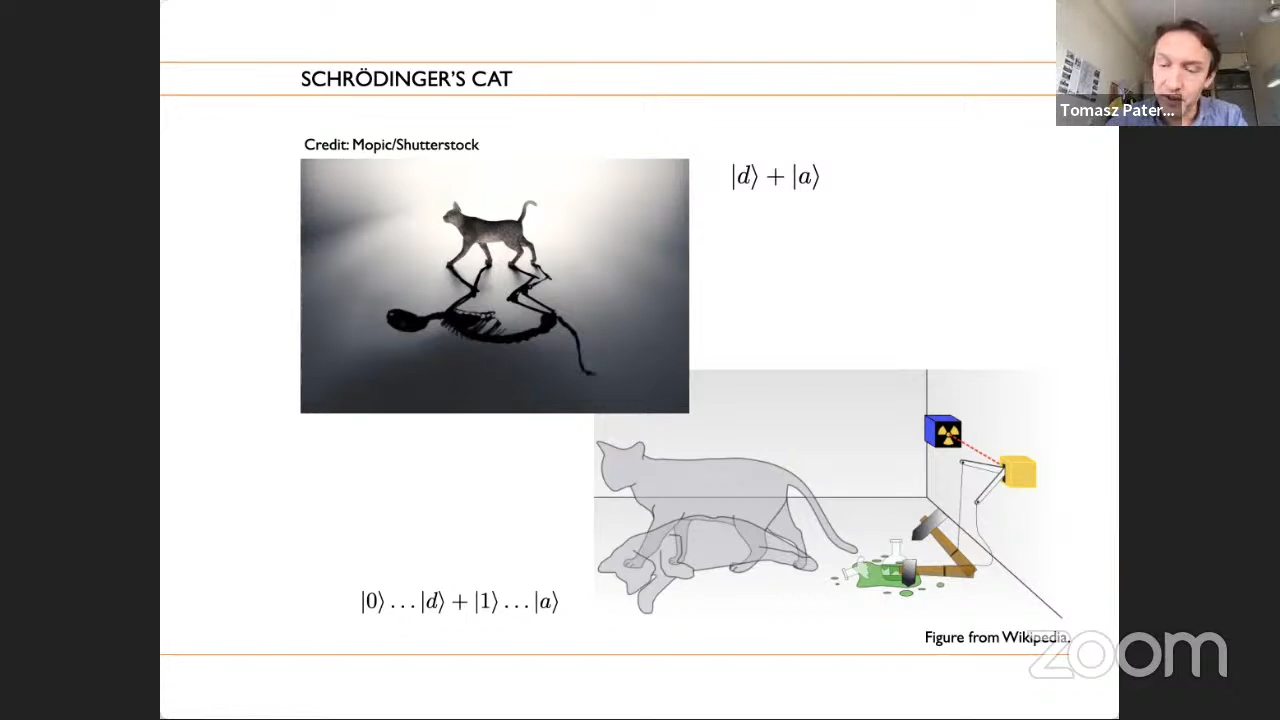 SCHRÖDINGER'S CAT
Tomasz Pater...
Credit: Mopic/Shutterstock
|d⟩ + |a⟩
|0⟩ . . . |d⟩ + |1⟩ . . . |a⟩
Figure from Wikipedia.
zoom